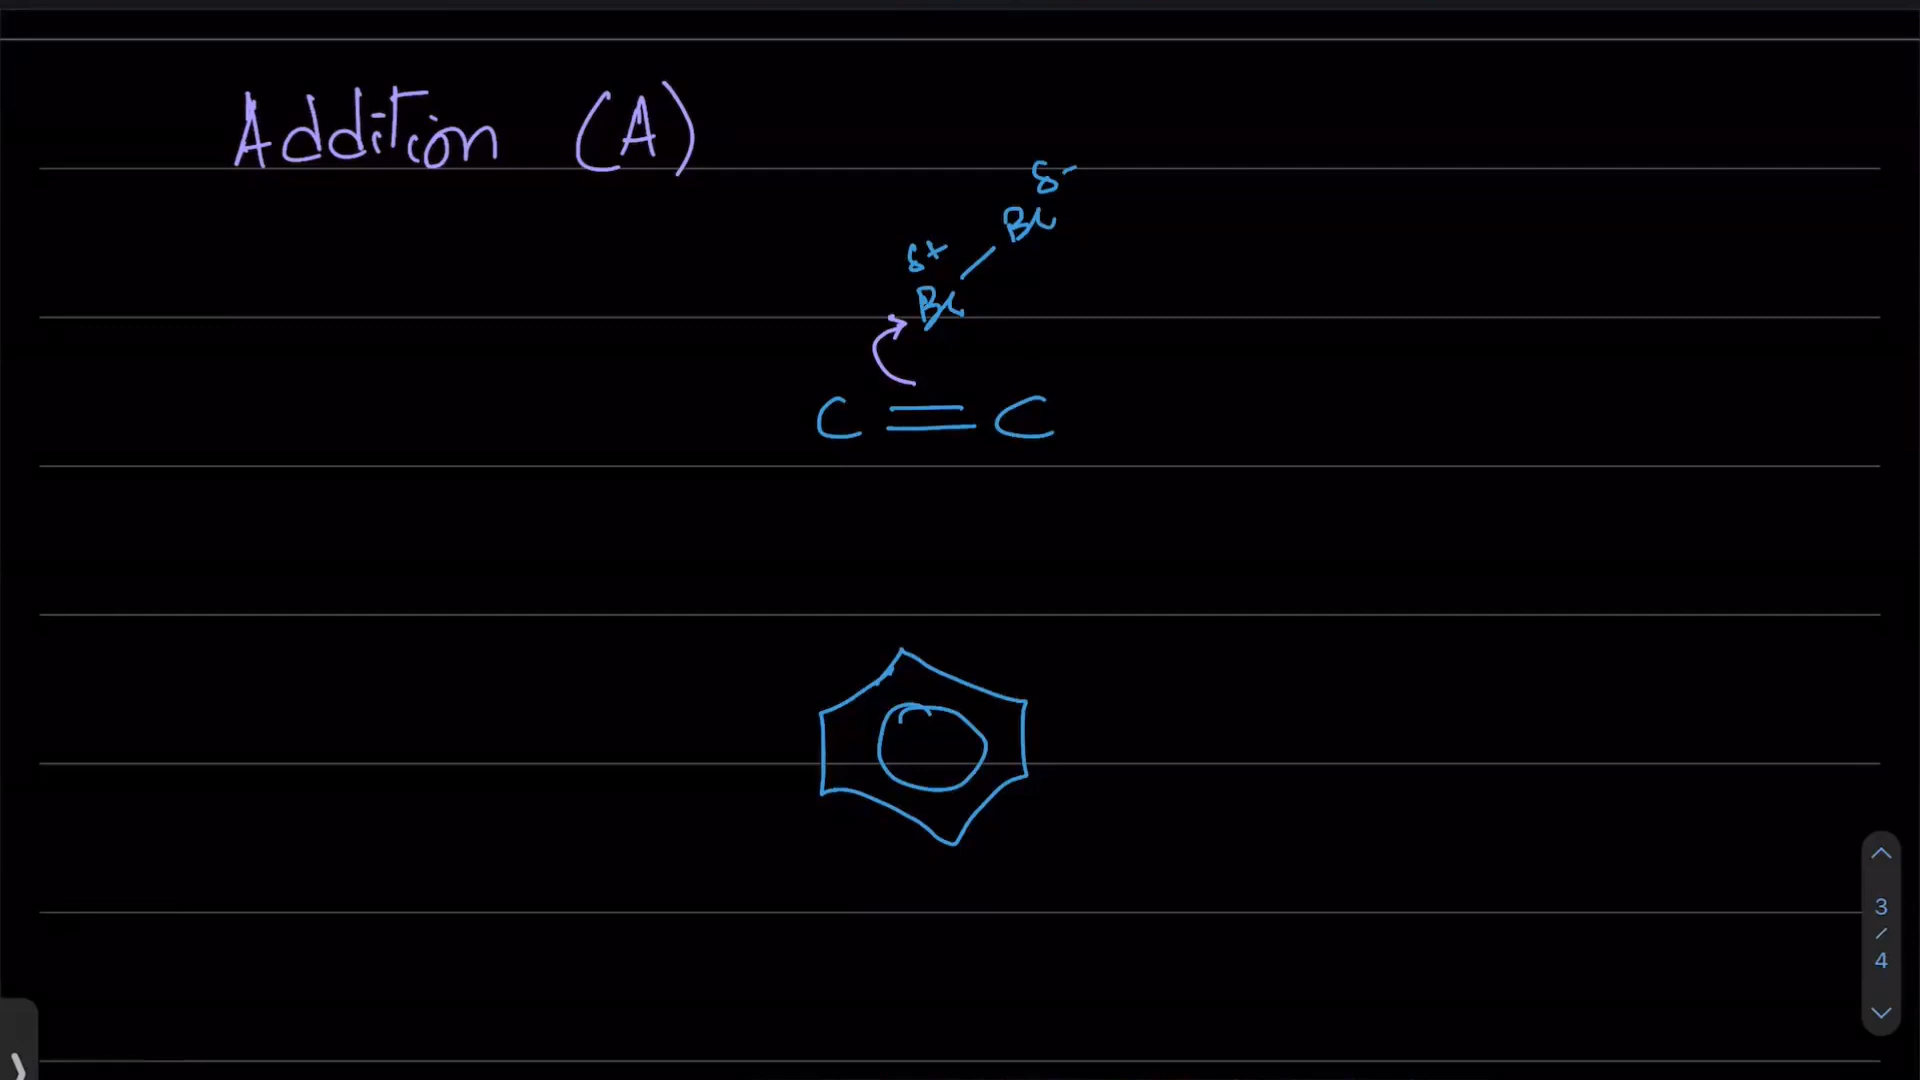 Addition (A)
δ-
Br
δ+
Br
C = C
3
/
4